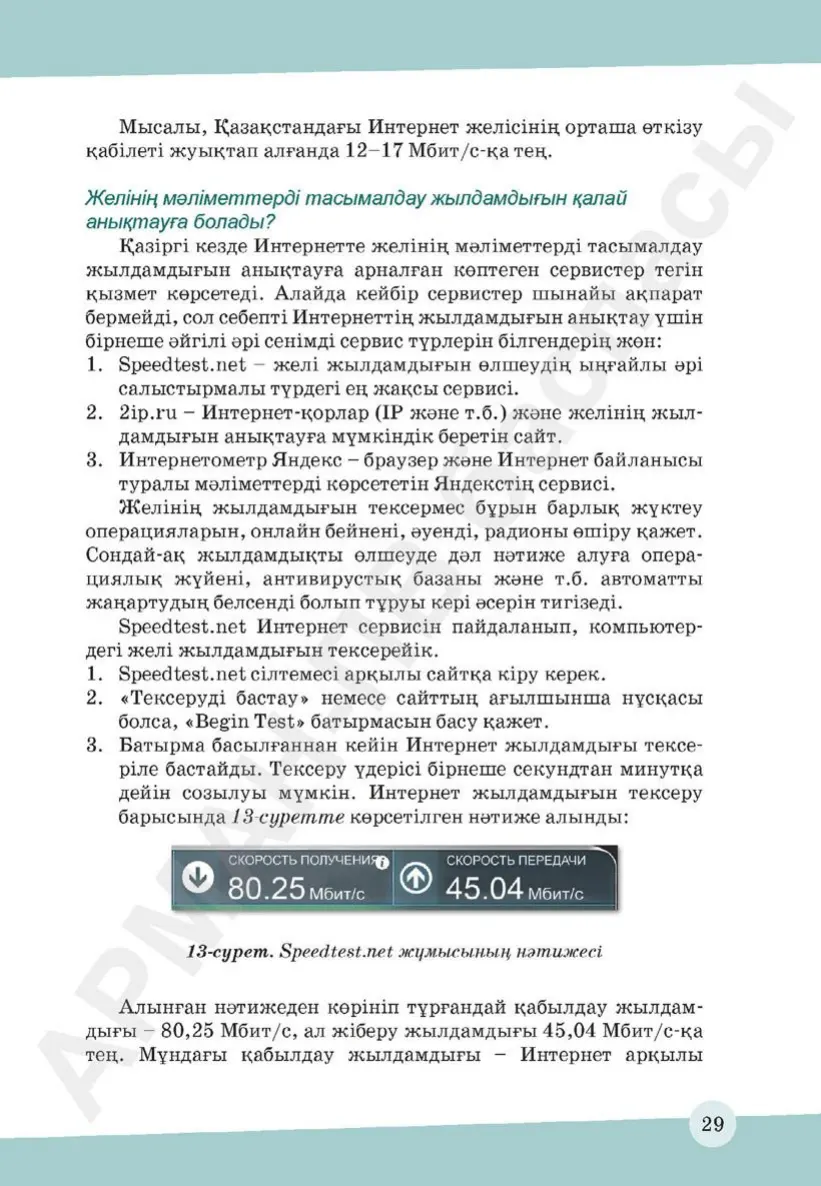 Мысалы, Қазақстандағы Интернет желісінің орташа өткізу
қабілеті жуықтап алғанда 12–17 Мбит/с-қа тең.
Желінің мәліметтерді тасымалдау жылдамдығын қалай
анықтауға болады?
Қазіргі кезде Интернетте желінің мәліметтерді тасымалдау
жылдамдығын анықтауға арналған көптеген сервистер тегін
қызмет көрсетеді. Алайда кейбір сервистер шынайы ақпарат
бермейді, сол себепті Интернеттің жылдамдығын анықтау үшін
бірнеше әйгілі әрі сенімді сервис түрлерін білгендерің жөн:
1. Speedtest.net – желі жылдамдығын өлшеудің ыңғайлы әрі
салыстырмалы түрдегі ең жақсы сервисі.
2. 2ip.ru – Интернет-қорлар (IP және т.б.) және желінің жыл-
дамдығын анықтауға мүмкіндік беретін сайт.
3. Интернетометр Яндекс – браузер және Интернет байланысы
туралы мәліметтерді көрсететін Яндекстің сервисі.
Желінің жылдамдығын тексермес бұрын барлық жүктеу
операцияларын, онлайн бейнені, әуенді, радионы өшіру қажет.
Сондай-ақ жылдамдықты өлшеуде дәл нәтиже алуға опера-
циялық жүйені, антивирустық базаны және т.б. автоматты
жаңартудың белсенді болып тұруы кері әсерін тигізеді.
Speedtest.net Интернет сервисін пайдаланып, компьютер-
дегі желі жылдамдығын тексерейік.
1. Speedtest.net сілтемесі арқылы сайтқа кіру керек.
2. «Тексеруді бастау» немесе сайттың ағылшынша нұсқасы
болса, «Begin Test» батырмасын басу қажет.
3. Батырма басылғаннан кейін Интернет жылдамдығы тексе-
ріле бастайды. Тексеру үдерісі бірнеше секундтан минутқа
дейін созылуы мүмкін. Интернет жылдамдығын тексеру
барысында 13-суретте көрсетілген нәтиже алынды:
СКОРОСТЬ ПОЛУЧЕНИЯ СКОРОСТЬ ПЕРЕДАЧИ
80.25 Мбит/с 45.04 Мбит/с
13-сурет. Speedtest.net жұмысының нәтижесі
Алынған нәтижеден көрініп тұрғандай қабылдау жылдам-
дығы – 80,25 Мбит/с, ал жіберу жылдамдығы 45,04 Мбит/с-қа
тең. Мұндағы қабылдау жылдамдығы – Интернет арқылы
29
АРМАН-ПВ баспасы